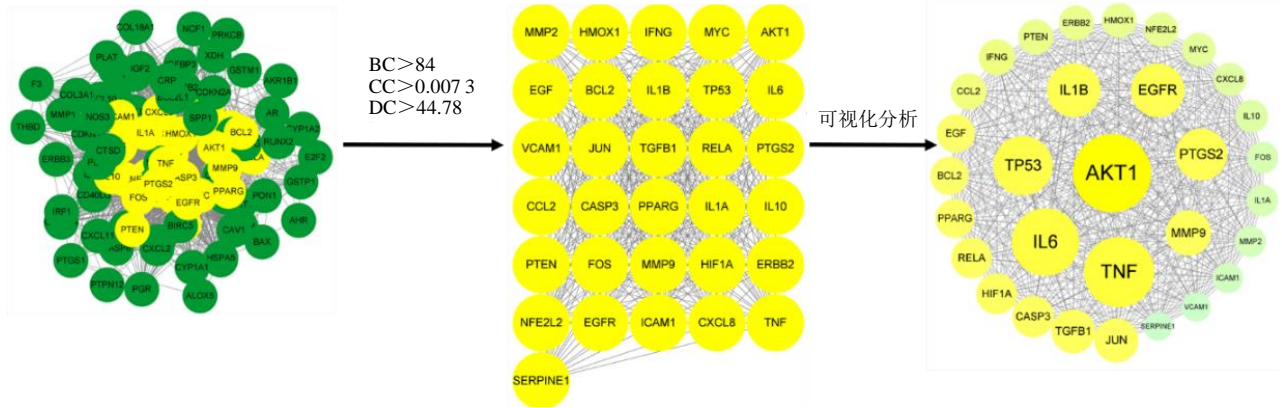 COL18A1
NCF1
PRKCB
PLAT
IGF2
XDH
F3
CRP
GSTM1
COL3A1
CDKN2A
AKR1B1
THBD
MMP1
NOS3
SPP1
AR
IL1A
HMOX1
BCL2
CYP1A2
CTSD
AKT1
RUNX2
ERBB3
TNF
MMP9
E2F2
CD40LG
PTGS2
PPARG
PON1
GSTP1
IRF1
FOS
EGFR
CXCL11
PTEN
BIRC5
CAV1
AHR
PTGS1
CXCL2
BAX
CYP1A1
HSPA5
PTPN12
PGR
ALOX5
BC＞84
CC＞0.007 3
DC＞44.78
MMP2 HMOX1 IFNG MYC AKT1
EGF BCL2 IL1B TP53 IL6
VCAM1 JUN TGFB1 RELA PTGS2
CCL2 CASP3 PPARG IL1A IL10
PTEN FOS MMP9 HIF1A ERBB2
NFE2L2 EGFR ICAM1 CXCL8 TNF
SERPINE1
可视化分析
HMOX1
ERBB2
NFE2L2
PTEN
MYC
IFNG
CXCL8
IL1B
EGFR
CCL2
IL10
EGF
PTGS2
FOS
TP53
AKT1
BCL2
IL1A
PPARG
MMP9
MMP2
IL6
RELA
TNF
ICAM1
HIF1A
VCAM1
CASP3
SERPINE1
TGFB1
JUN